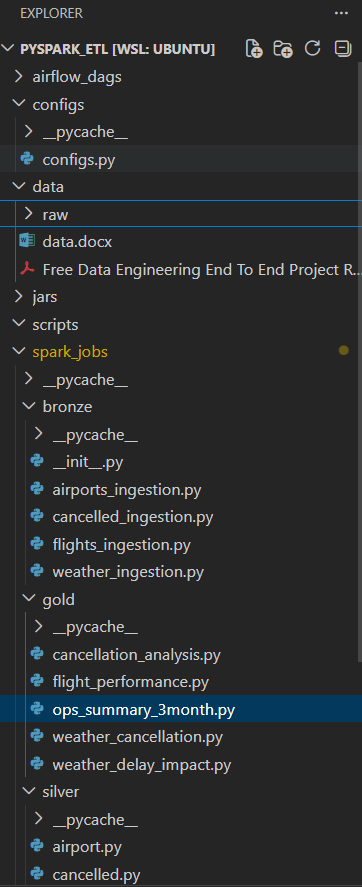 EXPLORER
PYSPARK_ETL [WSL: UBUNTU]
airflow_dags
configs
__pycache__
configs.py
data
raw
data.docx
Free Data Engineering End To End Project R...
jars
scripts
spark_jobs
__pycache__
bronze
__pycache__
__init__.py
airports_ingestion.py
cancelled_ingestion.py
flights_ingestion.py
weather_ingestion.py
gold
__pycache__
cancellation_analysis.py
flight_performance.py
ops_summary_3month.py
weather_cancellation.py
weather_delay_impact.py
silver
__pycache__
airport.py
cancelled.py